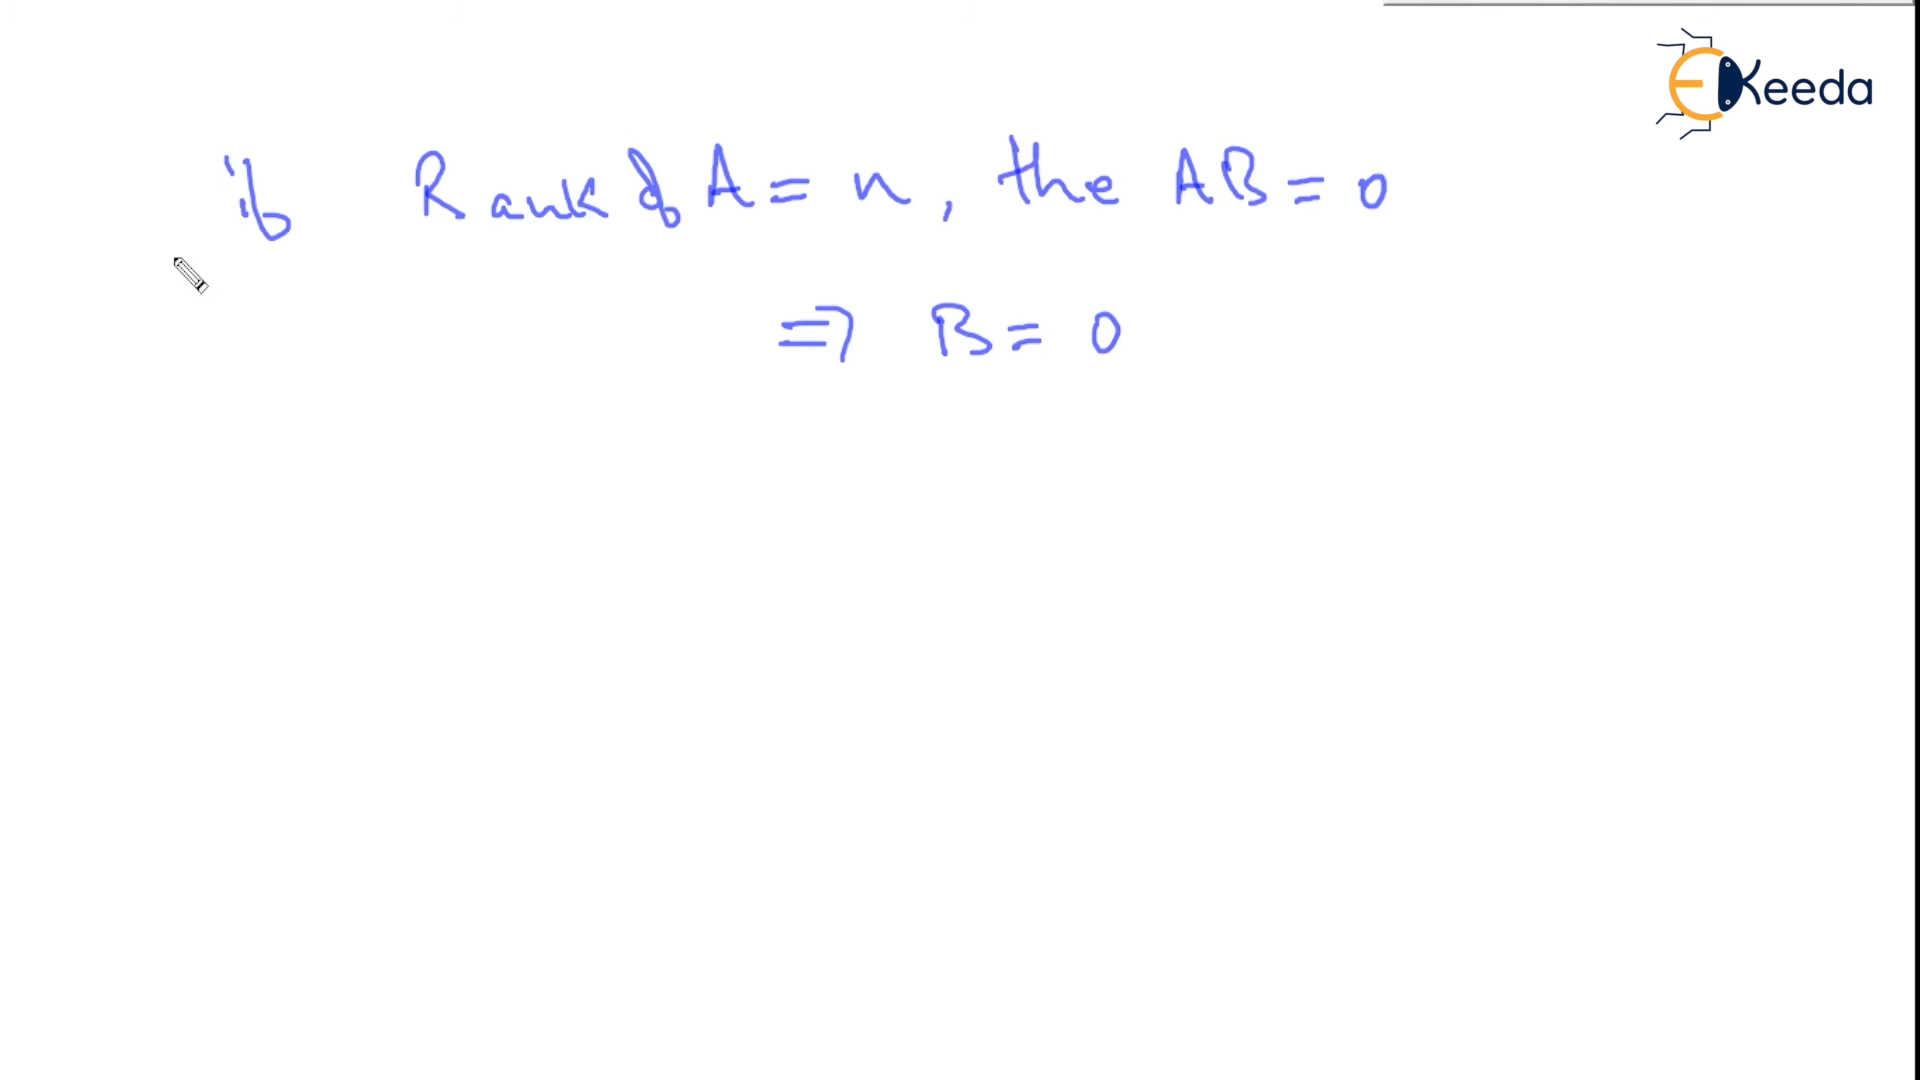 EKeeda
if Rank of A = n, the AB = 0
⇒ B = 0